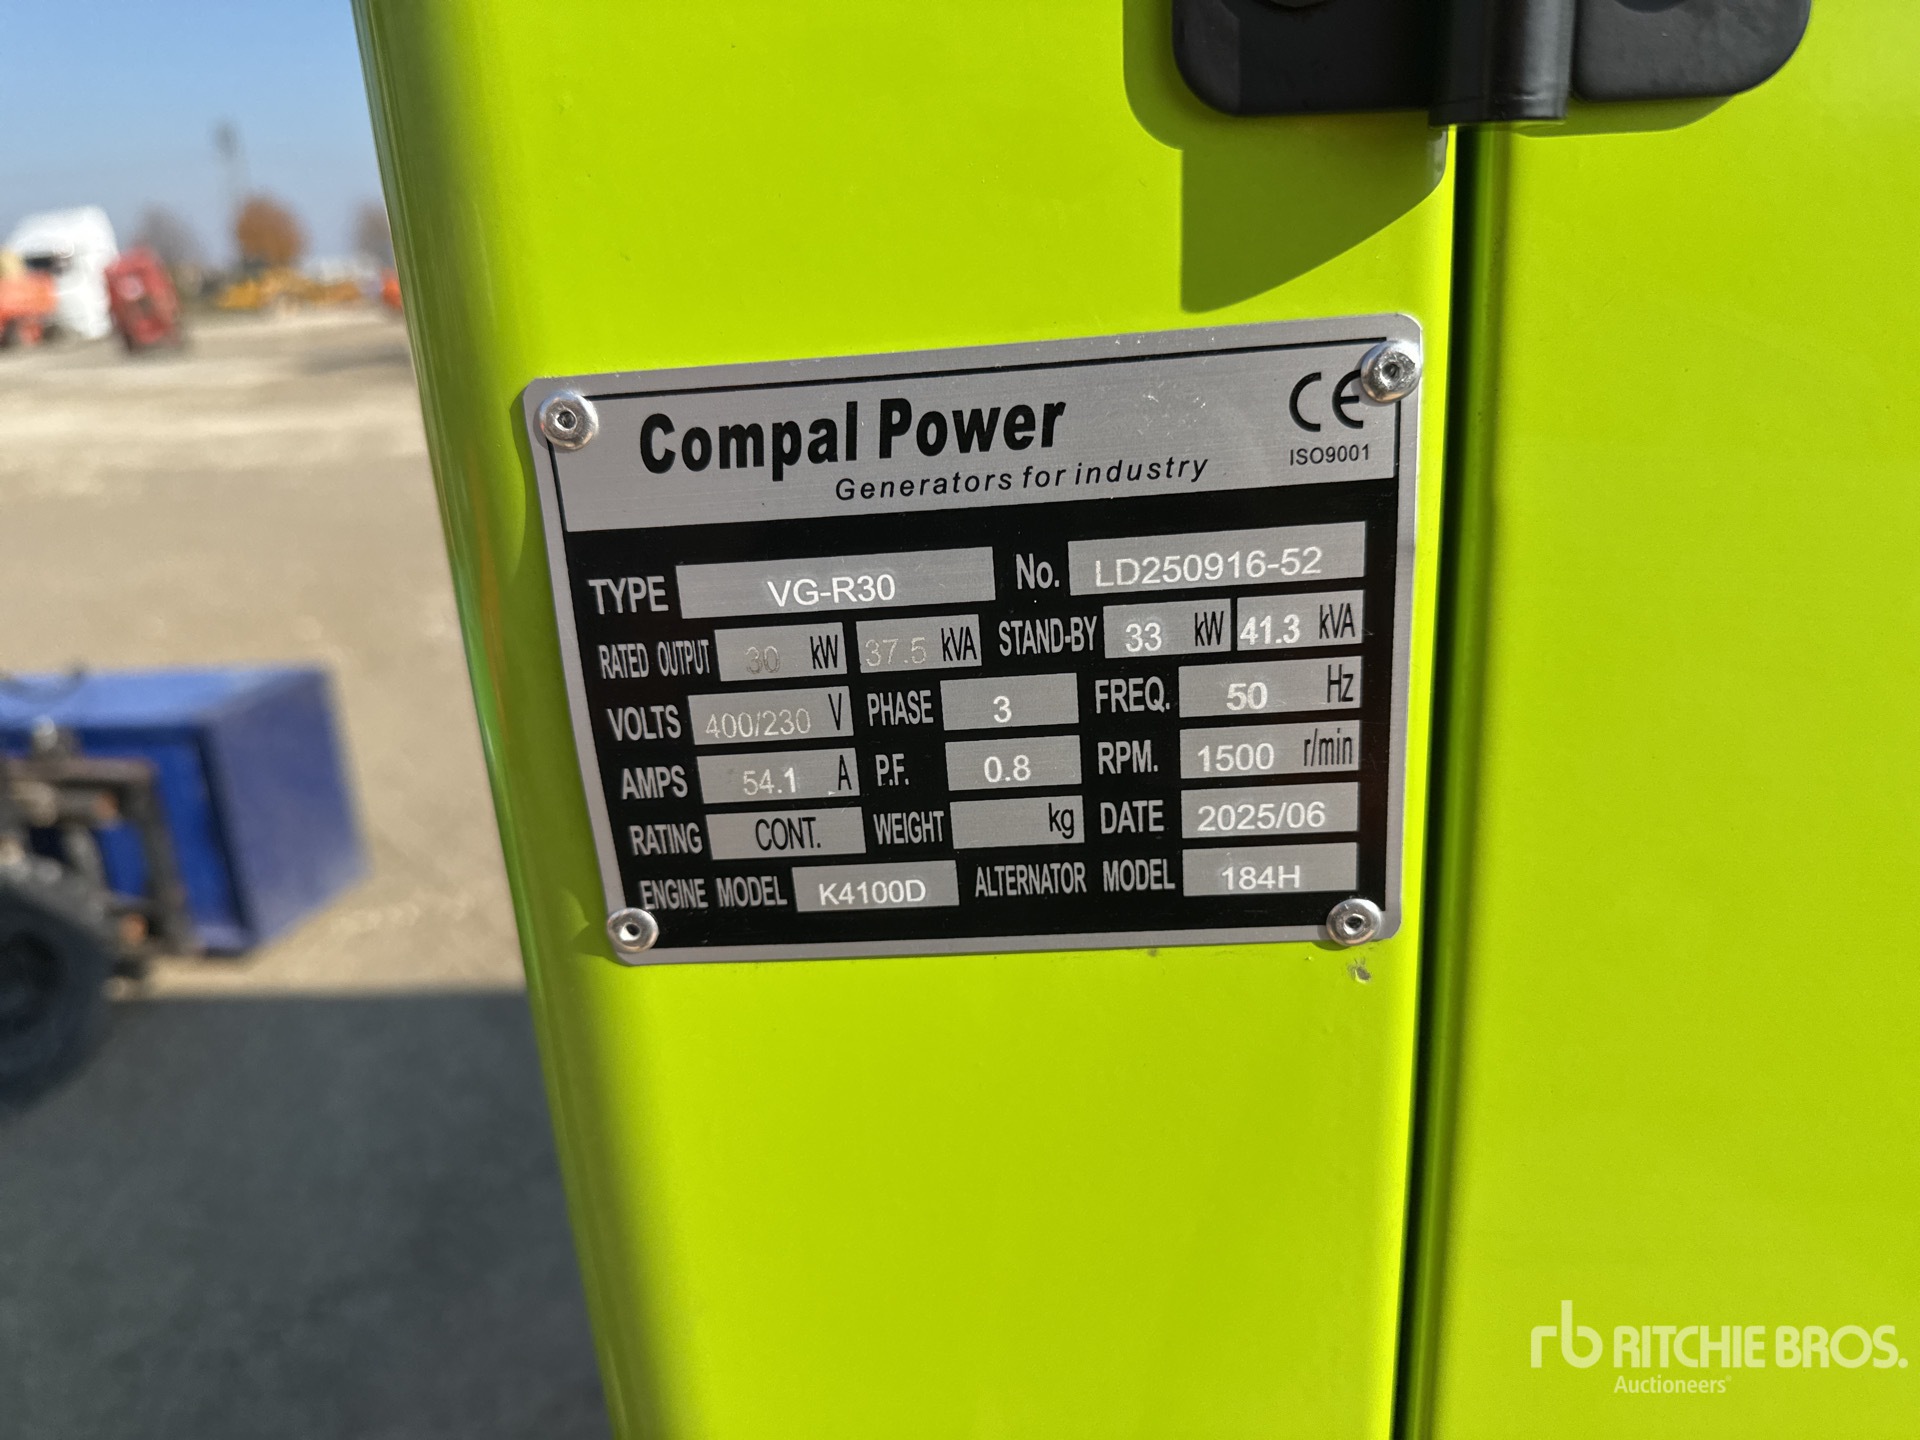 Compal Power
CE
Generators for industry
ISO9001
TYPE VG-R30 No. LD250916-52
RATED OUTPUT 30 kW 37.5 kVA STAND-BY 33 kW 41.3 kVA
VOLTS 400/230 V PHASE 3 FREQ. 50 Hz
AMPS 54.1 A P.F. 0.8 RPM. 1500 r/min
RATING CONT. WEIGHT kg DATE 2025/06
ENGINE MODEL K4100D ALTERNATOR MODEL 184H
rb RITCHIE BROS.
Auctioneers